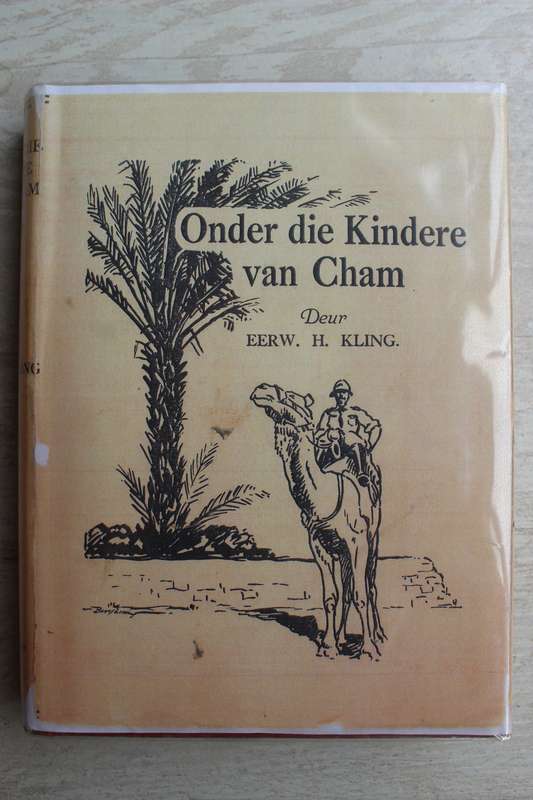 Onder die Kindere
van Cham
Deur
EERW. H. KLING.